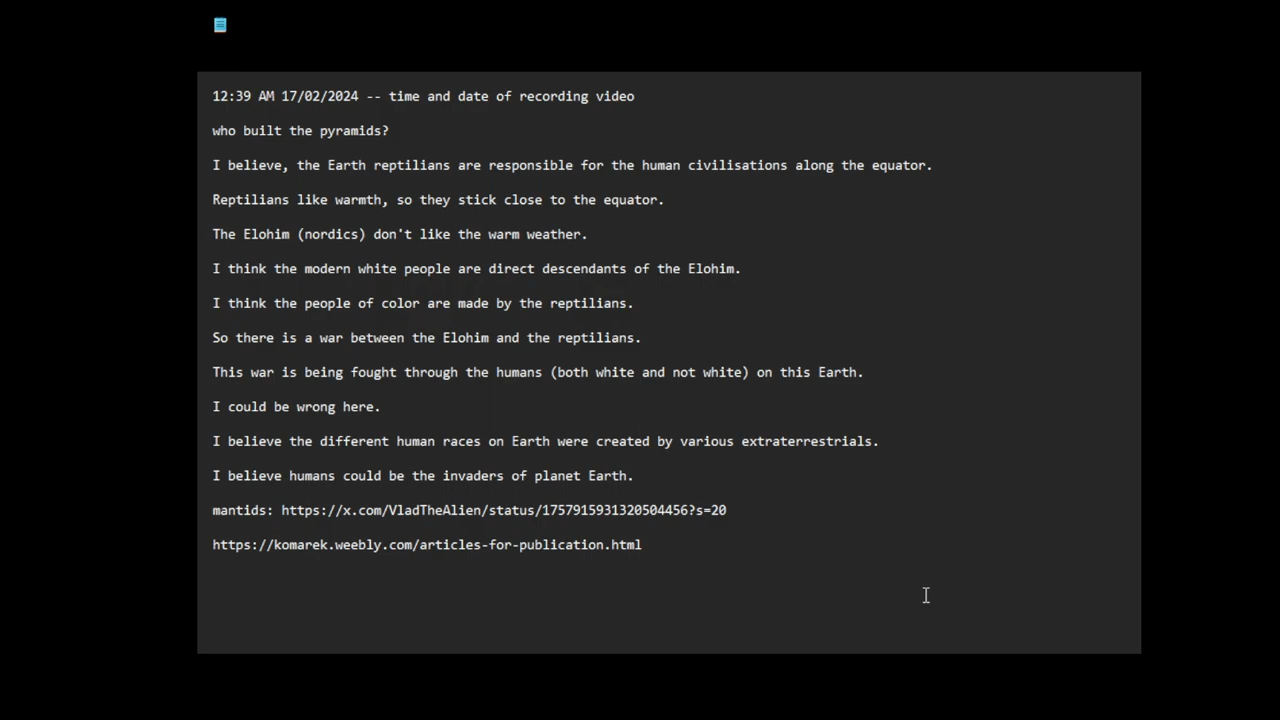 12:39 AM 17/02/2024 -- time and date of recording video
who built the pyramids?
I believe, the Earth reptilians are responsible for the human civilisations along the equator.
Reptilians like warmth, so they stick close to the equator.
The Elohim (nordics) don't like the warm weather.
I think the modern white people are direct descendants of the Elohim.
I think the people of color are made by the reptilians.
So there is a war between the Elohim and the reptilians.
This war is being fought through the humans (both white and not white) on this Earth.
I could be wrong here.
I believe the different human races on Earth were created by various extraterrestrials.
I believe humans could be the invaders of planet Earth.
mantids: https://x.com/VladTheAlien/status/1757915931320504456?s=20
https://komarek.weebly.com/articles-for-publication.html